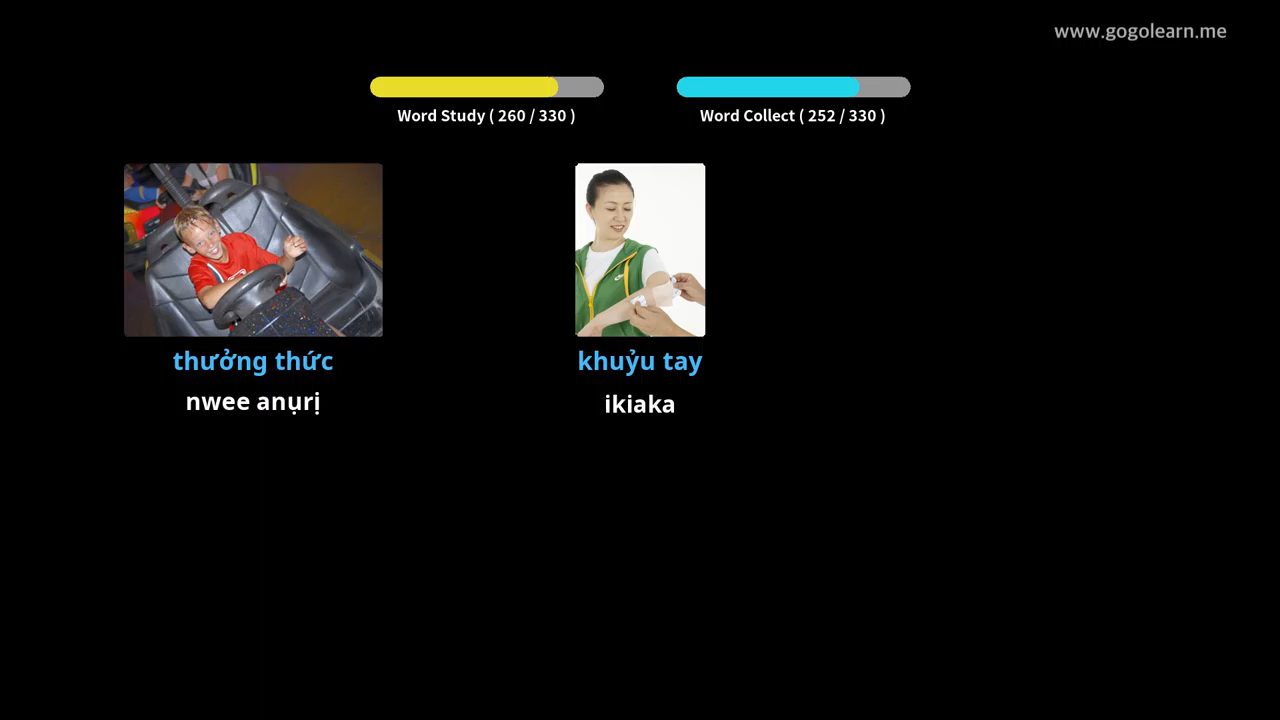 www.gogolearn.me
Word Study ( 260 / 330 )
Word Collect ( 252 / 330 )
thưởng thức
khuỷu tay
nwee anụrị
ikiaka